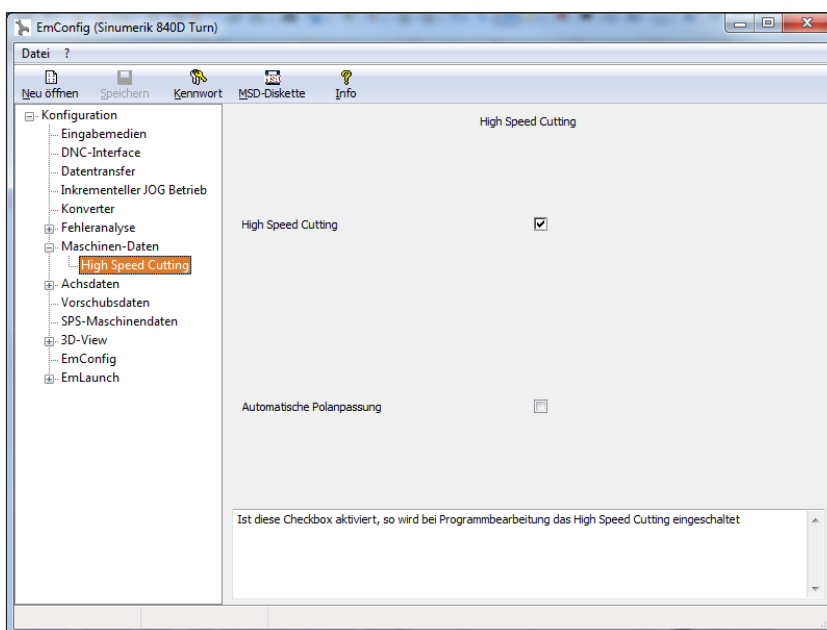 EmConfig (Sinumerik 840D Turn)
Datei ?
Neu öffnen Speichern Kennwort MSD-Diskette Info
Konfiguration
Eingabemedien
DNC-Interface
Datentransfer
Inkrementeller JOG Betrieb
Konverter
Fehleranalyse
Maschinen-Daten
High Speed Cutting
Achsdaten
Vorschubsdaten
SPS-Maschinendaten
3D-View
EmConfig
EmLaunch
High Speed Cutting
High Speed Cutting
Automatische Polanpassung
Ist diese Checkbox aktiviert, so wird bei Programmbearbeitung das High Speed Cutting eingeschaltet